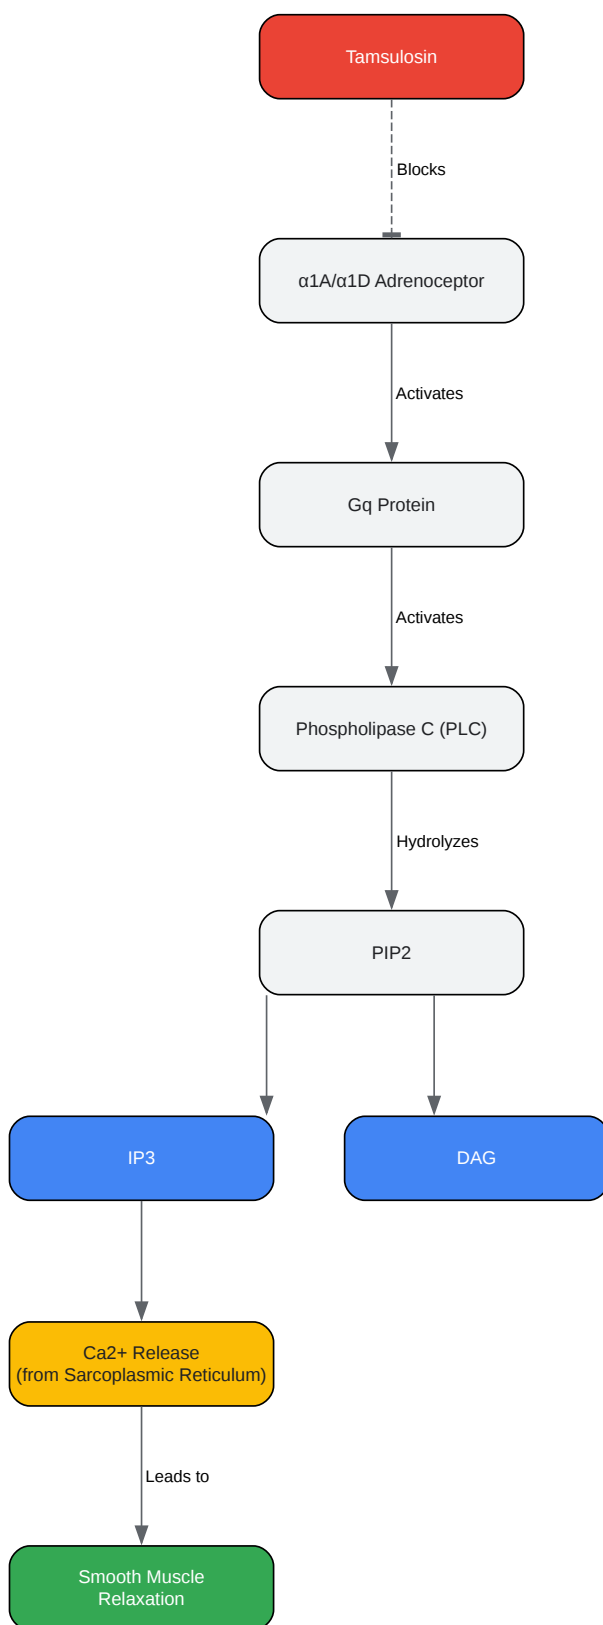 Tamsulosin
Blocks
α1A/α1D Adrenoceptor
Activates
Gq Protein
Activates
Phospholipase C (PLC)
Hydrolyzes
PIP2
IP3
DAG
Ca2+ Release
(from Sarcoplasmic Reticulum)
Leads to
Smooth Muscle
Relaxation